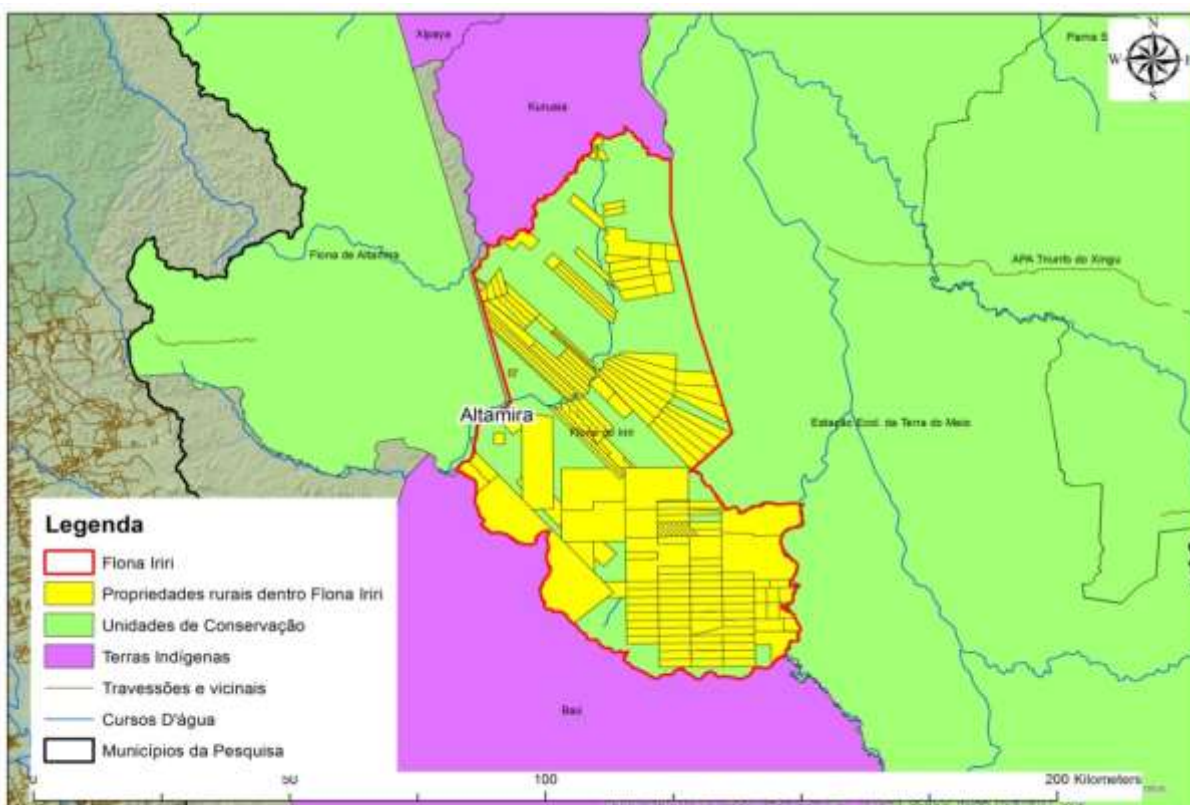 Xipaya
Kuruaia
N
W
S
Flona de Altamira
APA Triunfo do Xingu
Altamira
Estação Ecol. da Terra do Meio
Legenda
Flona Iriri
Propriedades rurais dentro Flona Iriri
Unidades de Conservação
Terras Indígenas
Travessões e vicinais
Cursos D'água
Municípios da Pesquisa
Baú
0
50
100
200 Kilometers